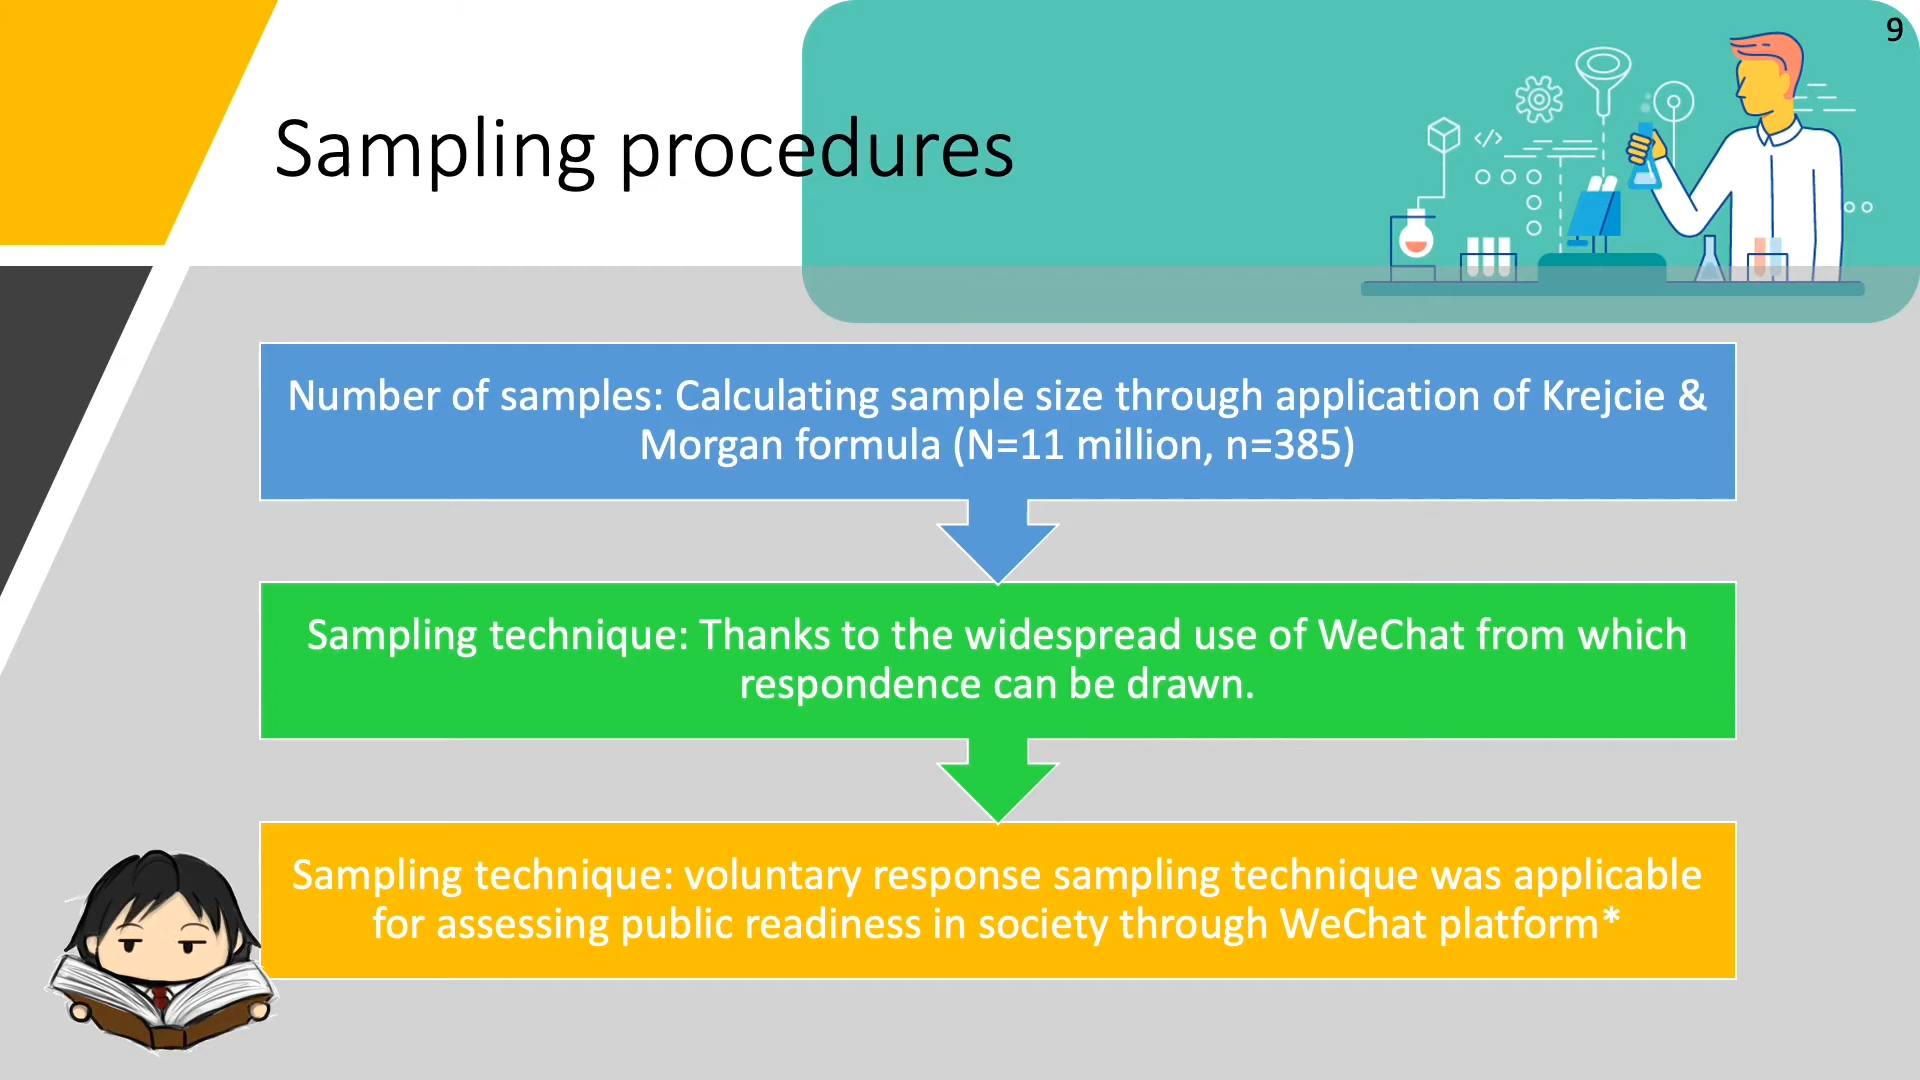 9
Sampling procedures
</>
Number of samples: Calculating sample size through application of Krejcie &
Morgan formula (N=11 million, n=385)
Sampling technique: Thanks to the widespread use of WeChat from which
respondence can be drawn.
Sampling technique: voluntary response sampling technique was applicable
for assessing public readiness in society through WeChat platform*